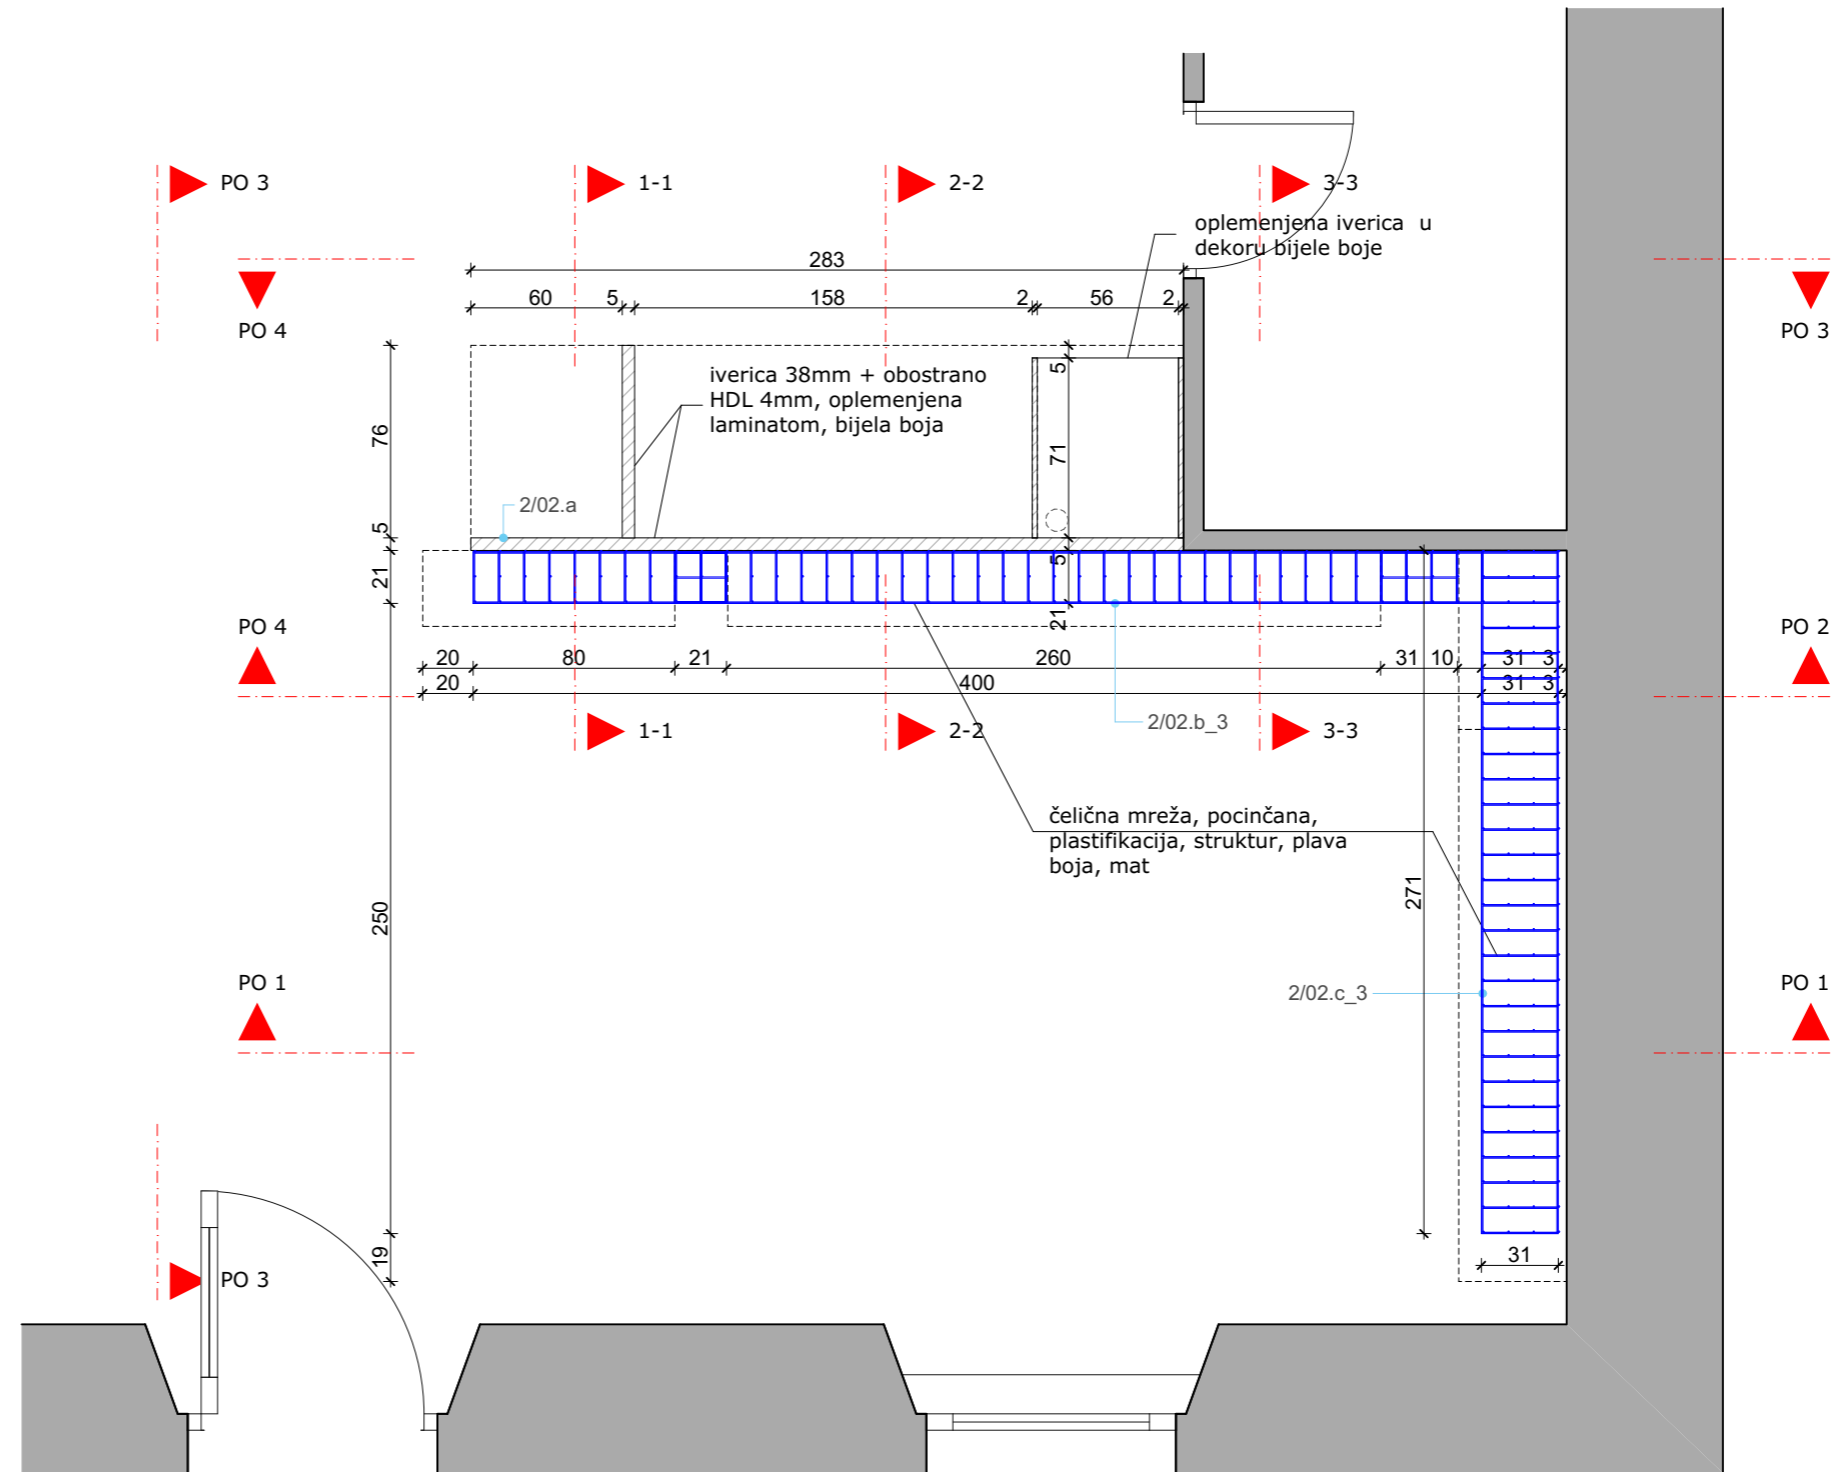 PO 3
1-1
2-2
3-3
oplemenjena iverica u
dekoru bijele boje
283
60
5
158
2
56
2
PO 4
PO 3
iverica 38mm + obostrano
HDL 4mm, oplemenjena
laminatom, bijela boja
5
76
71
2/02.a
5
21
5
21
PO 4
PO 2
20
80
21
260
31
10
31
3
20
400
31
3
1-1
2-2
2/02.b_3
3-3
čelična mreža, pocinčana,
plastifikacija, struktur, plava
boja, mat
250
271
PO 1
2/02.c_3
PO 1
19
31
PO 3